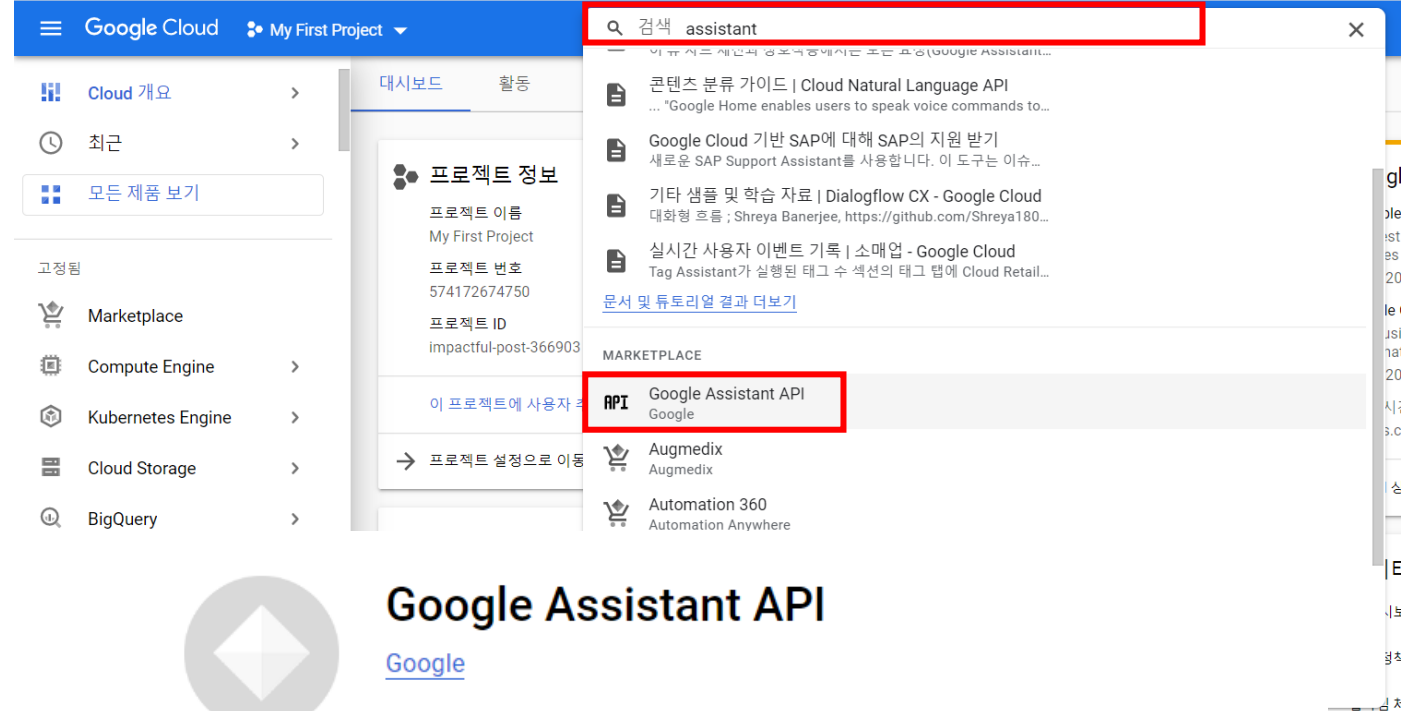 Google Cloud
My First Project
검색 assistant
Cloud 개요
최근
모든 제품 보기
고정됨
Marketplace
Compute Engine
Kubernetes Engine
Cloud Storage
BigQuery
대시보드
활동
프로젝트 정보
프로젝트 이름
My First Project
프로젝트 번호
574172674750
프로젝트 ID
impactful-post-366903
이 프로젝트에 사용자
프로젝트 설정으로 이동
콘텐츠 분류 가이드 | Cloud Natural Language API
... "Google Home enables users to speak voice commands to…
Google Cloud 기반 SAP에 대해 SAP의 지원 받기
새로운 SAP Support Assistant를 사용합니다. 이 도구는 이슈…
기타 샘플 및 학습 자료 | Dialogflow CX - Google Cloud
대화형 흐름 ; Shreya Banerjee, https://github.com/Shreya180…
실시간 사용자 이벤트 기록 | 소매업 - Google Cloud
Tag Assistant가 실행된 태그 수 섹션의 태그 탭에 Cloud Retail…
문서 및 튜토리얼 결과 더보기
MARKETPLACE
API
Google Assistant API
Google
Augmedix
Augmedix
Automation 360
Automation Anywhere
Google Assistant API
Google